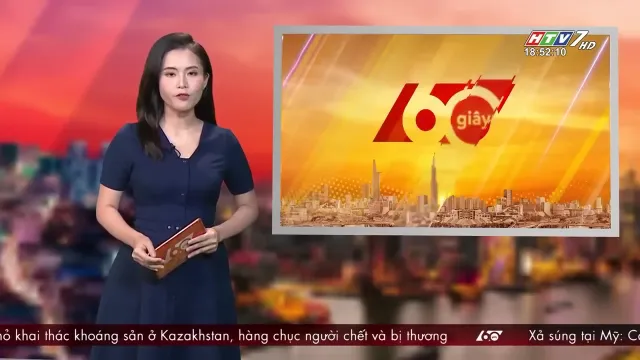 HTV7 HD
18:52:10
60 giây
hỏ khai thác khoáng sản ở Kazakhstan, hàng chục người chết và bị thương 60 Xả súng tại Mỹ: C